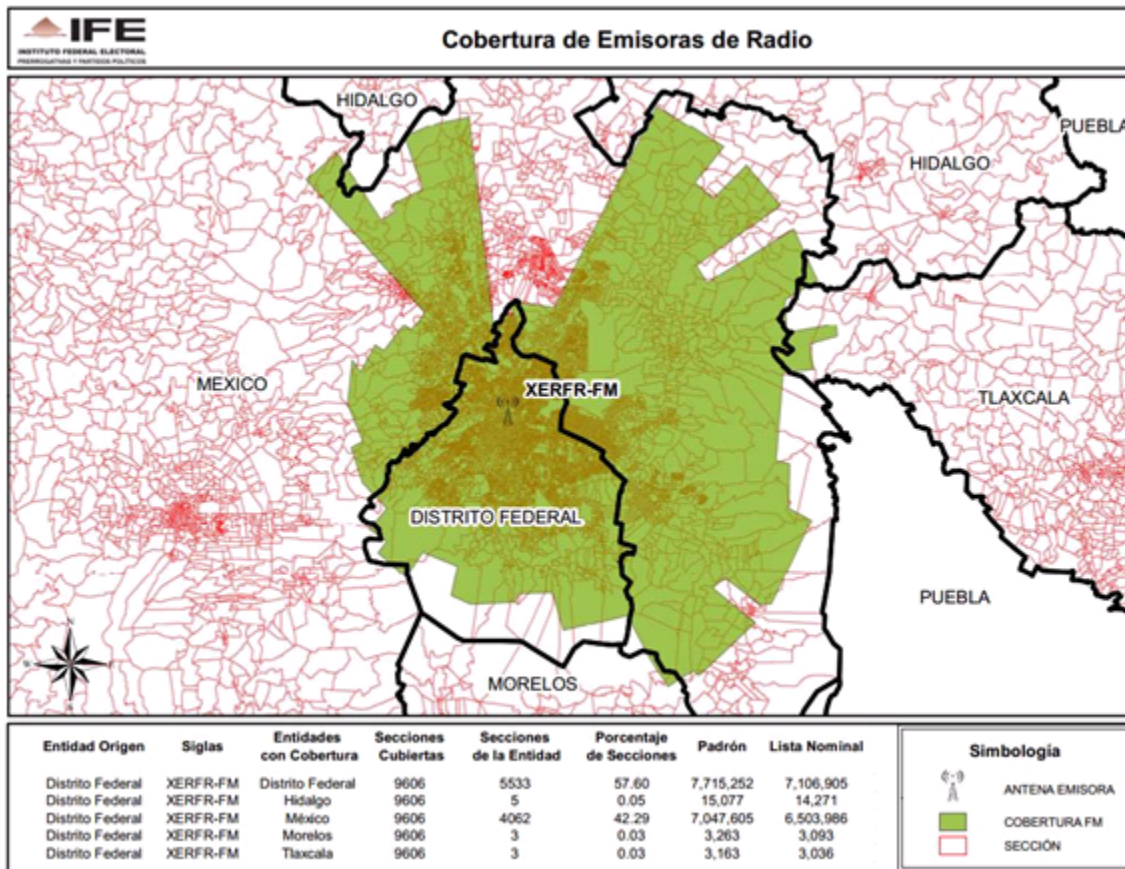 IFE
INSTITUTO FEDERAL ELECTORAL
PRERROGATIVAS Y PARTIDOS POLÍTICOS
Cobertura de Emisoras de Radio
HIDALGO
PUEBLA
HIDALGO
MEXICO
XERFR-FM
TLAXCALA
DISTRITO FEDERAL
PUEBLA
MORELOS
Entidad Origen Siglas Entidades con Cobertura Secciones Cubiertas Secciones de la Entidad Porcentaje de Secciones Padrón Lista Nominal
Distrito Federal XERFR-FM Distrito Federal 9606 5533 57.60 7,715,252 7,106,905
Distrito Federal XERFR-FM Hidalgo 9606 5 0.05 15,077 14,271
Distrito Federal XERFR-FM México 9606 4062 42.29 7,047,605 6,503,986
Distrito Federal XERFR-FM Morelos 9606 3 0.03 3,263 3,093
Distrito Federal XERFR-FM Tlaxcala 9606 3 0.03 3,163 3,036
Simbología
ANTENA EMISORA
COBERTURA FM
SECCIÓN